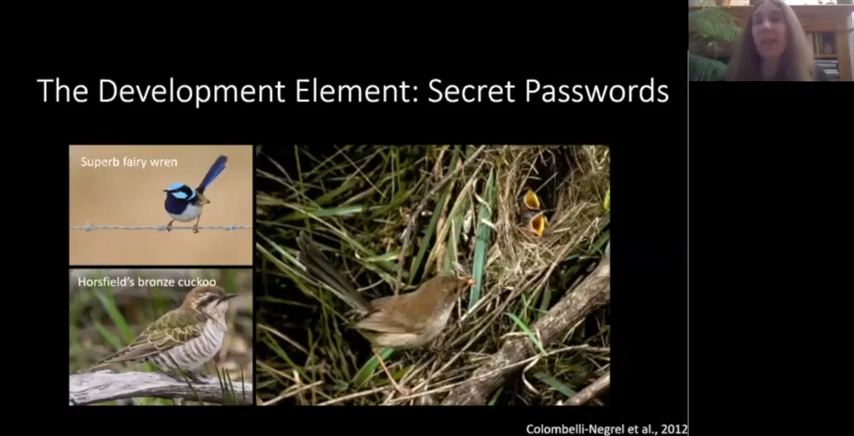 The Development Element: Secret Passwords
Superb fairy wren
Horsfield's bronze cuckoo
Colombelli-Negrel et al., 2012